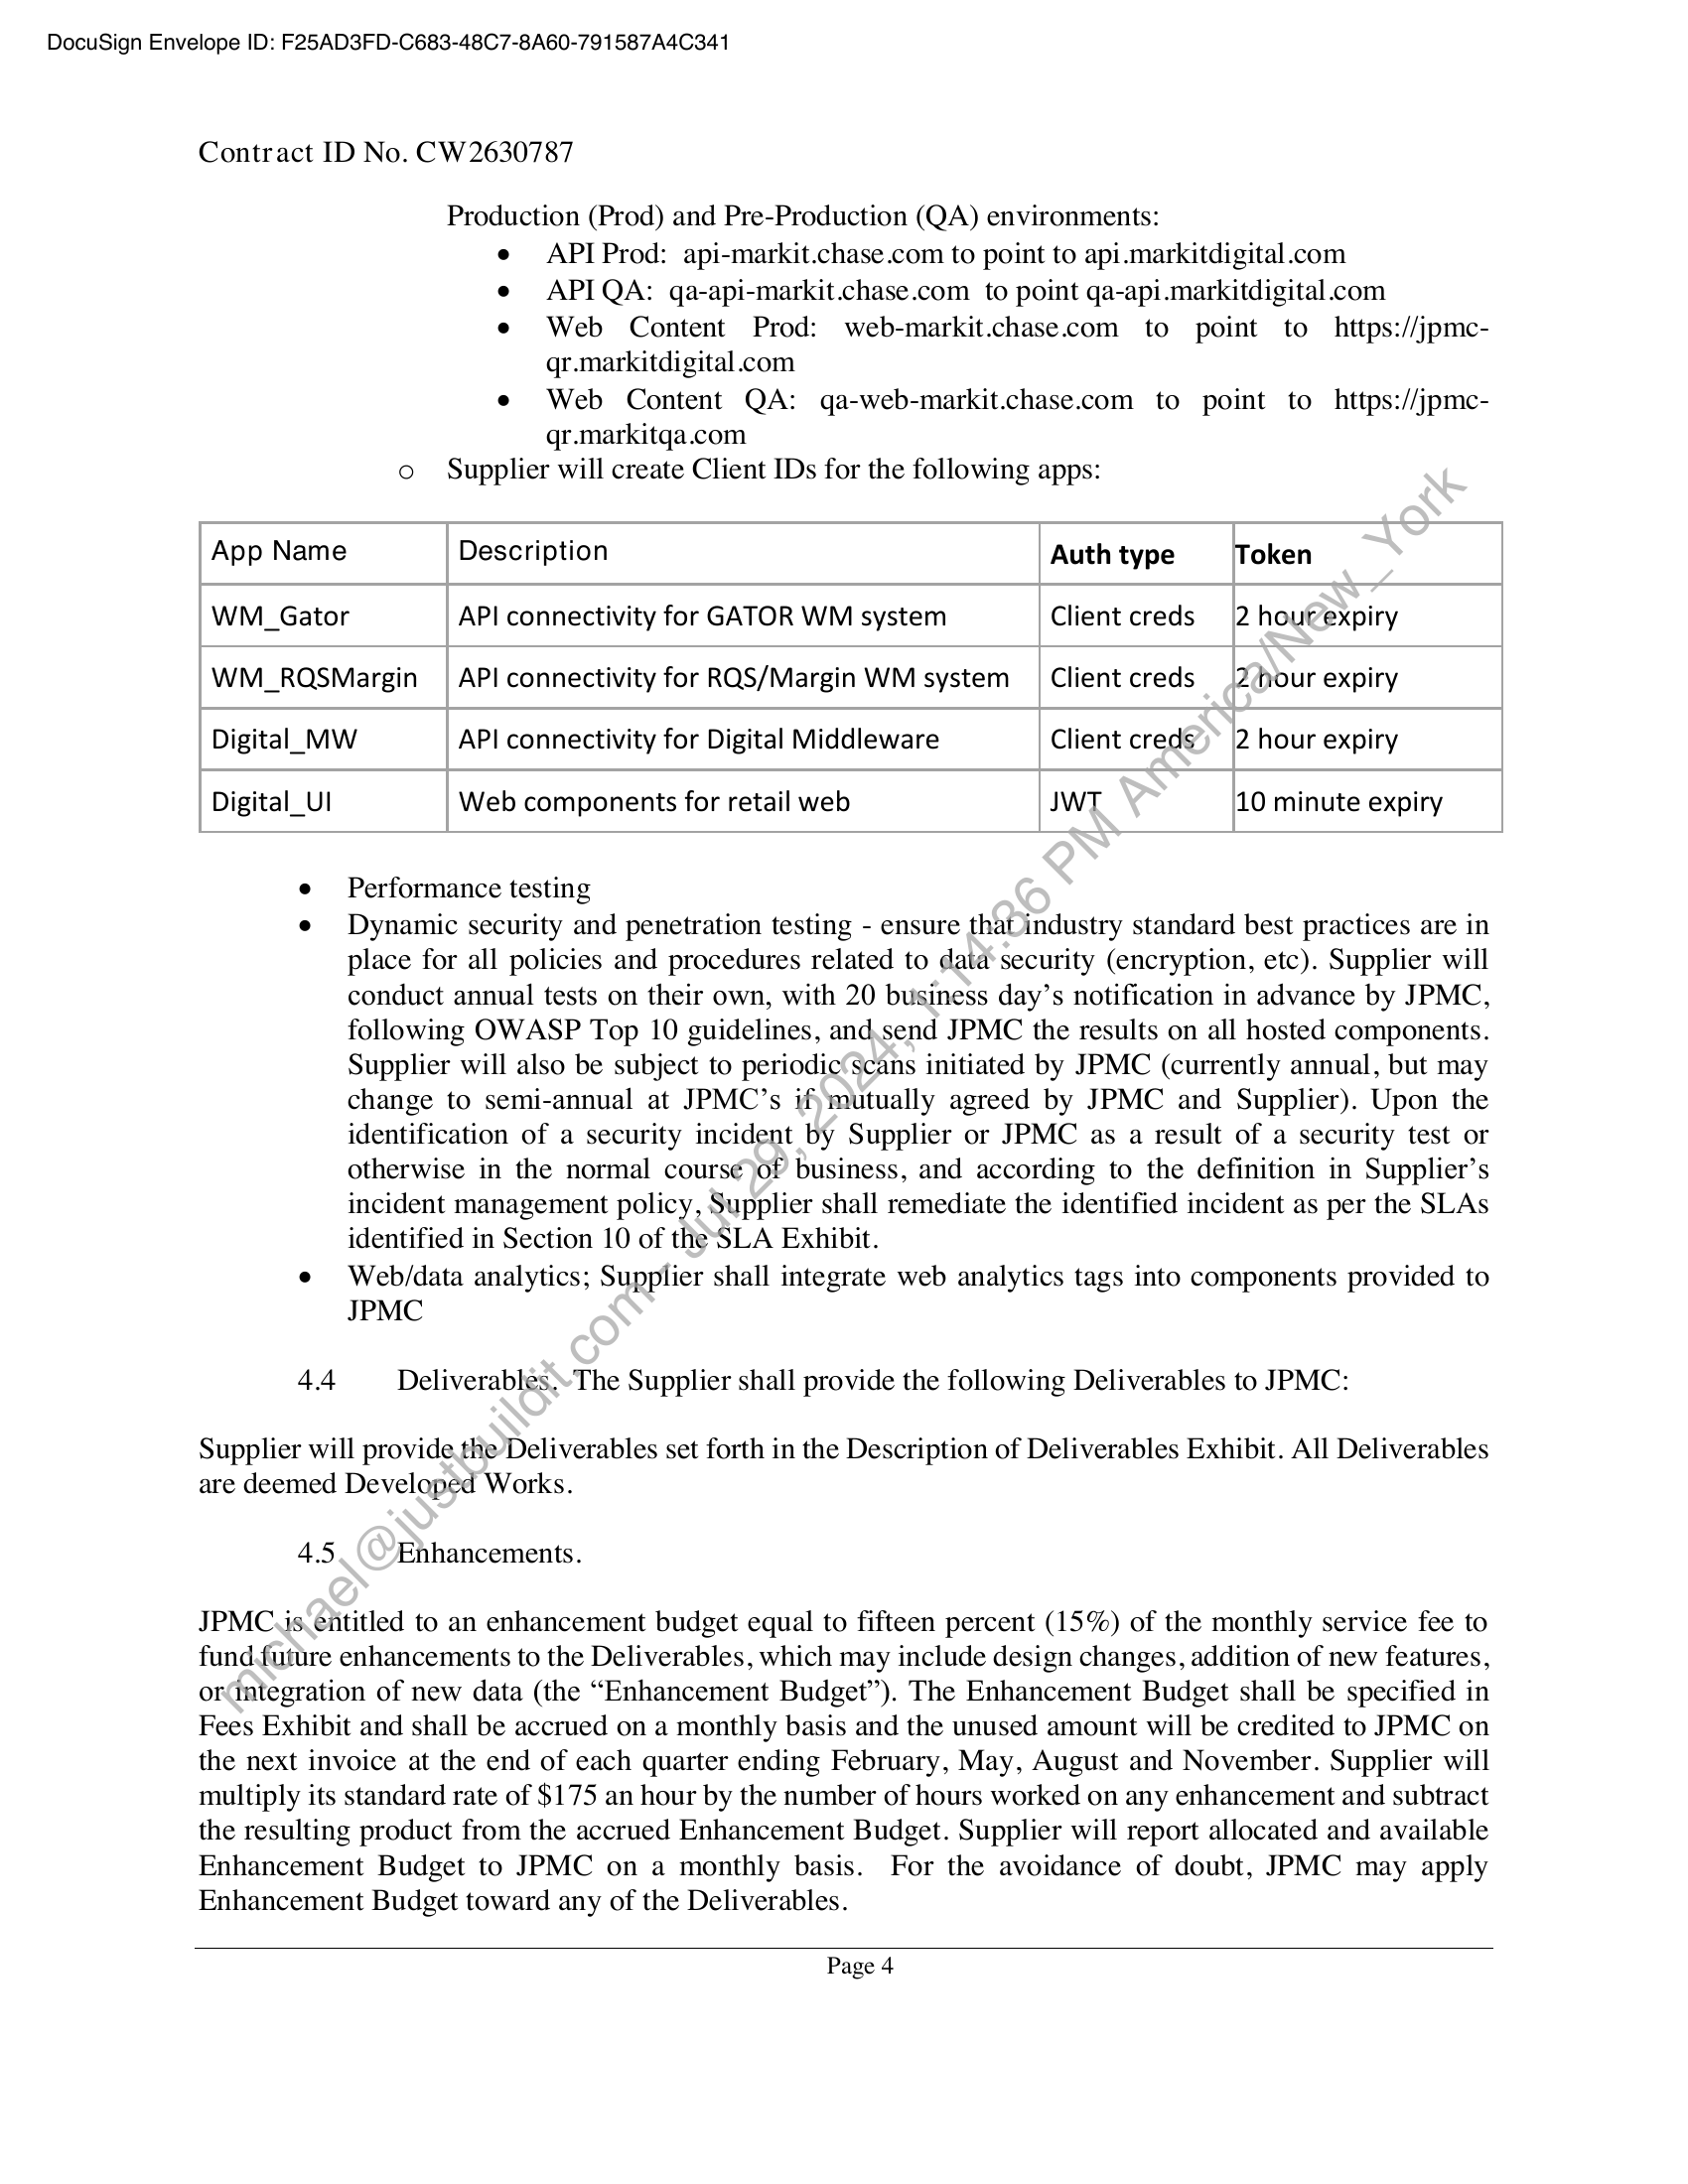 DocuSign Envelope ID: F25AD3FD-C683-48C7-8A60-791587A4C341
Contract ID No. CW2630787
Production (Prod) and Pre-Production (QA) environments:
• API Prod:  api-markit.chase.com to point to api.markitdigital.com
• API QA:  qa-api-markit.chase.com  to point qa-api.markitdigital.com
• Web Content Prod: web-markit.chase.com to point to https://jpmc-
qr.markitdigital.com
• Web Content QA: qa-web-markit.chase.com to point to https://jpmc-
qr.markitqa.com
o Supplier will create Client IDs for the following apps:
App Name Description Auth type Token
WM_Gator API connectivity for GATOR WM system Client creds 2 hour expiry
WM_RQSMargin API connectivity for RQS/Margin WM system Client creds 2 hour expiry
Digital_MW API connectivity for Digital Middleware Client creds 2 hour expiry
Digital_UI Web components for retail web JWT 10 minute expiry
• Performance testing
• Dynamic security and penetration testing - ensure that industry standard best practices are in
place for all policies and procedures related to data security (encryption, etc). Supplier will
conduct annual tests on their own, with 20 business day’s notification in advance by JPMC,
following OWASP Top 10 guidelines, and send JPMC the results on all hosted components.
Supplier will also be subject to periodic scans initiated by JPMC (currently annual, but may
change to semi-annual at JPMC’s if mutually agreed by JPMC and Supplier). Upon the
identification of a security incident by Supplier or JPMC as a result of a security test or
otherwise in the normal course of business, and according to the definition in Supplier’s
incident management policy, Supplier shall remediate the identified incident as per the SLAs
identified in Section 10 of the SLA Exhibit.
• Web/data analytics; Supplier shall integrate web analytics tags into components provided to
JPMC
4.4 Deliverables.  The Supplier shall provide the following Deliverables to JPMC:
Supplier will provide the Deliverables set forth in the Description of Deliverables Exhibit. All Deliverables
are deemed Developed Works.
4.5 Enhancements.
JPMC is entitled to an enhancement budget equal to fifteen percent (15%) of the monthly service fee to
fund future enhancements to the Deliverables, which may include design changes, addition of new features,
or integration of new data (the “Enhancement Budget”). The Enhancement Budget shall be specified in
Fees Exhibit and shall be accrued on a monthly basis and the unused amount will be credited to JPMC on
the next invoice at the end of each quarter ending February, May, August and November. Supplier will
multiply its standard rate of $175 an hour by the number of hours worked on any enhancement and subtract
the resulting product from the accrued Enhancement Budget. Supplier will report allocated and available
Enhancement Budget to JPMC on a monthly basis.  For the avoidance of doubt, JPMC may apply
Enhancement Budget toward any of the Deliverables.
Page 4
michael@justbuildit.com - Jul 29, 2024, 1:14:36 PM America/New_York